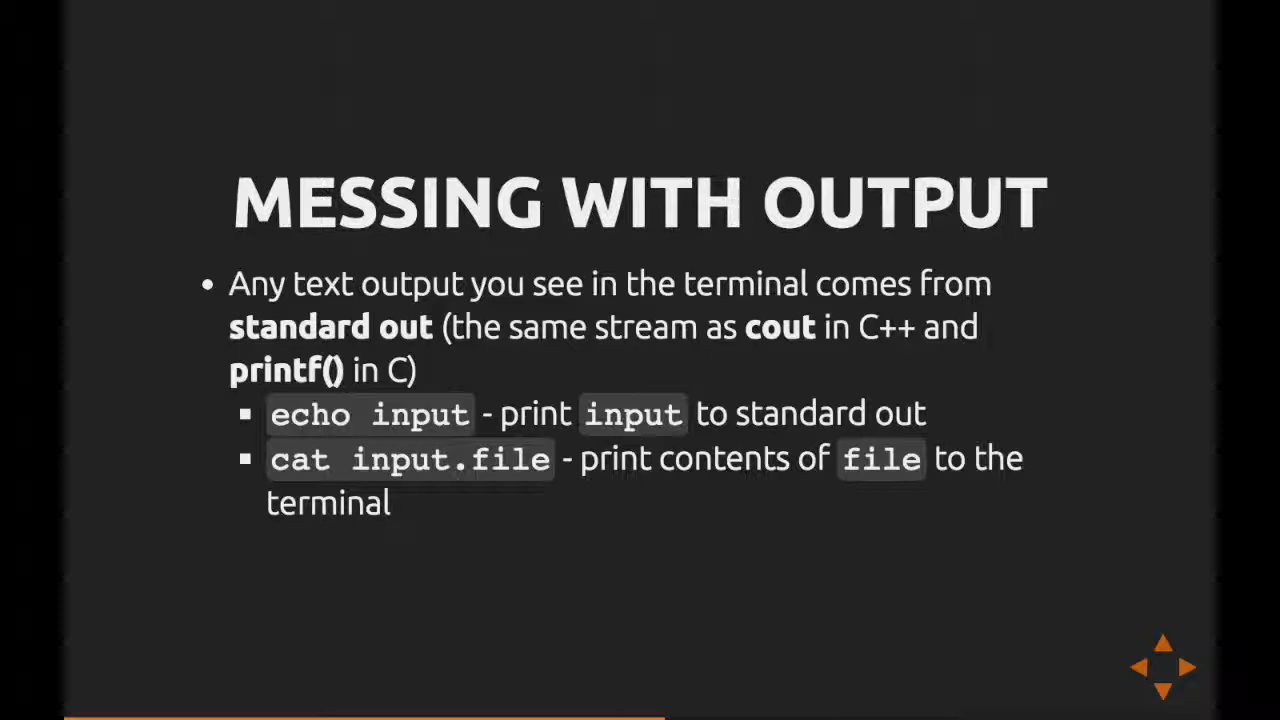 MESSING WITH OUTPUT
• Any text output you see in the terminal comes from
standard out (the same stream as cout in C++ and
printf() in C)
▪ echo input - print input to standard out
▪ cat input.file - print contents of file to the
terminal